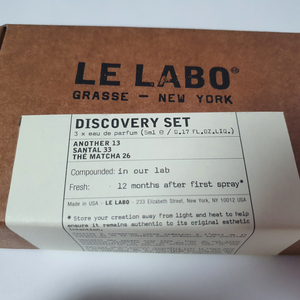 LE LABO®
GRASSE – NEW YORK
DISCOVERY SET
3 x eau de parfum (5ml ℮ / 0.17 fl.oz.liq.)
ANOTHER 13
SANTAL 33
THE MATCHA 26
Compounded: in our lab
Fresh: 12 months after first spray*
Made in USA - LE LABO - 233 Elizabeth Street, New York, NY 10012 USA
* Store your creation away from light and heat to help
ensure it remains authentic to its original esthetic